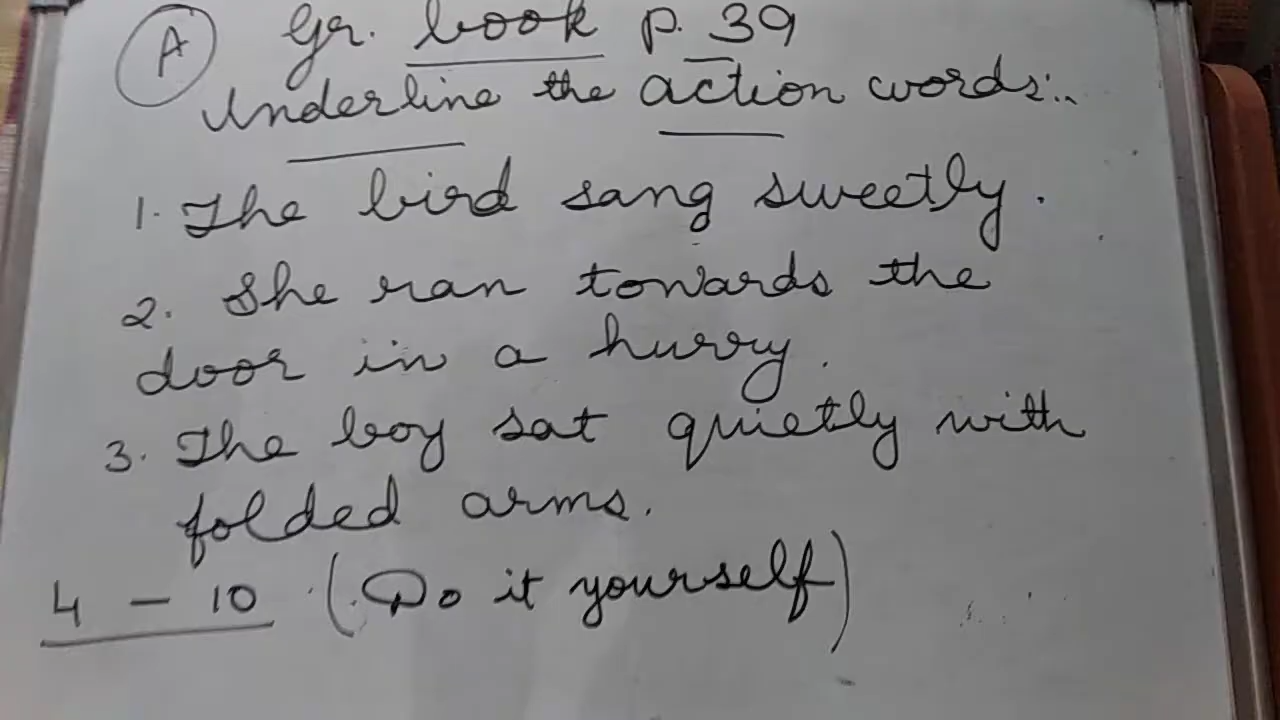 A Gr. book p. 39
Underline the action words:..
1. The bird sang sweetly.
2. She ran towards the
door in a hurry.
3. The boy sat quietly with
folded arms.
4 - 10 (Do it yourself)